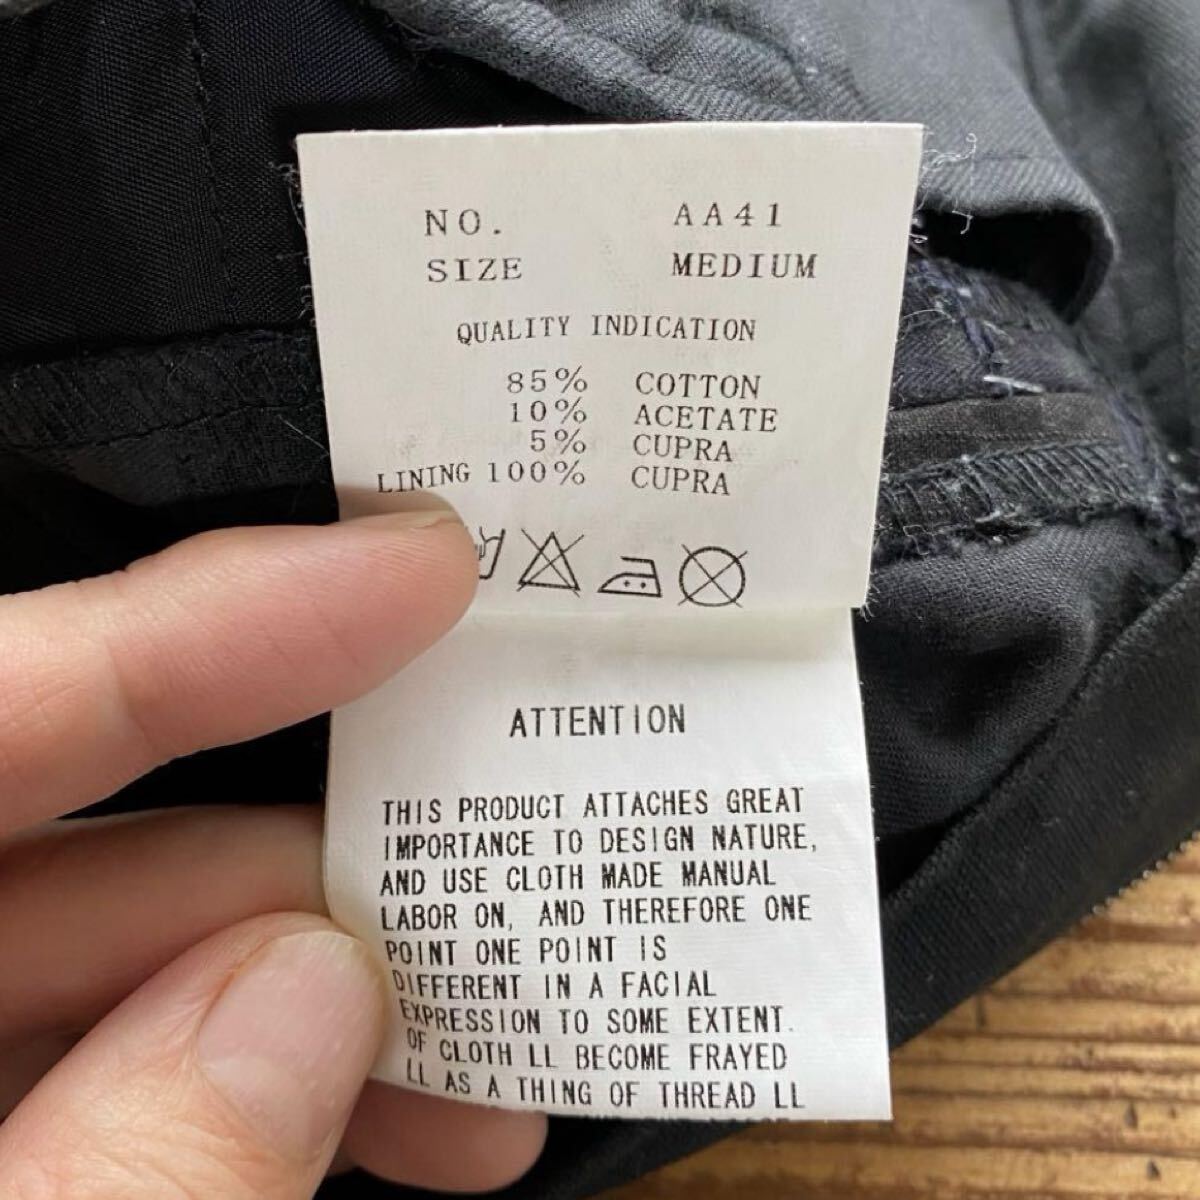 NO. AA41
SIZE MEDIUM
QUALITY INDICATION
85% COTTON
10% ACETATE
5% CUPRA
LINING 100% CUPRA
ATTENTION
THIS PRODUCT ATTACHES GREAT
IMPORTANCE TO DESIGN NATURE,
AND USE CLOTH MADE MANUAL
LABOR ON, AND THEREFORE ONE
POINT ONE POINT IS
DIFFERENT IN A FACIAL
EXPRESSION TO SOME EXTENT.
OF CLOTH LL BECOME FRAYED
LL AS A THING OF THREAD LL